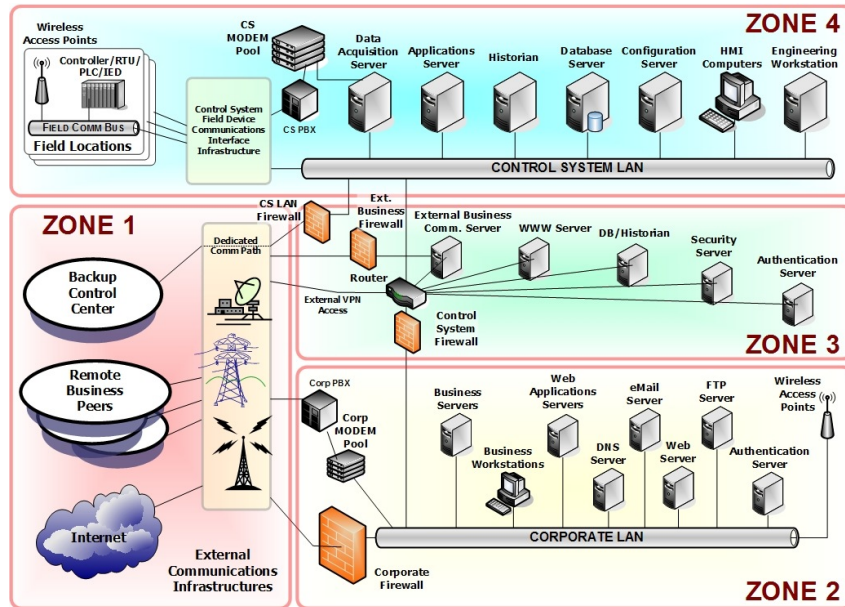 ZONE 4
Wireless
Access Points
Controller/RTU/
PLC/IED
FIELD COMM BUS
Field Locations
Control System
Field Device
Communications
Interface
Infrastructure
CS
MODEM
Pool
CS PBX
Data
Acquisition
Server
Applications
Server
Historian
Database
Server
Configuration
Server
HMI
Computers
Engineering
Workstation
CONTROL SYSTEM LAN
ZONE 1
CS LAN
Firewall
Ext.
Business
Firewall
Dedicated
Comm Path
Backup
Control
Center
External VPN
Access
Remote
Business
Peers
Internet
External
Communications
Infrastructures
Router
External Business
Comm. Server
WWW Server
DB/Historian
Security
Server
Authentication
Server
Control
System
Firewall
ZONE 3
Corp PBX
Corp
MODEM
Pool
Business
Servers
Business
Workstations
Web
Applications
Servers
DNS
Server
eMail
Server
Web
Server
FTP
Server
Authentication
Server
Wireless
Access
Points
CORPORATE LAN
Corporate
Firewall
ZONE 2